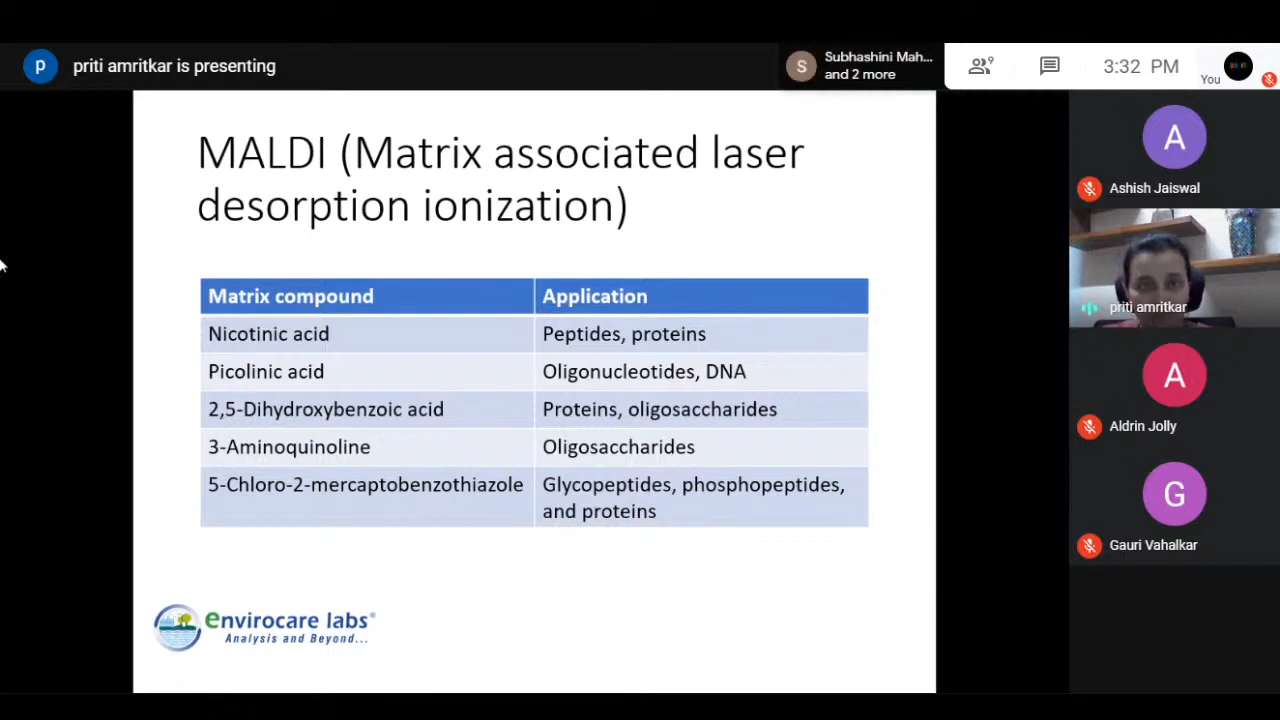 p
priti amritkar is presenting
S
Subhashini Mah...
and 2 more
9
3:32 PM
You
MALDI (Matrix associated laser
desorption ionization)
Matrix compound Application
Nicotinic acid Peptides, proteins
Picolinic acid Oligonucleotides, DNA
2,5-Dihydroxybenzoic acid Proteins, oligosaccharides
3-Aminoquinoline Oligosaccharides
5-Chloro-2-mercaptobenzothiazole Glycopeptides, phosphopeptides,
and proteins
envirocare labs®
Analysis and Beyond...
A
Ashish Jaiswal
priti amritkar
A
Aldrin Jolly
G
Gauri Vahalkar